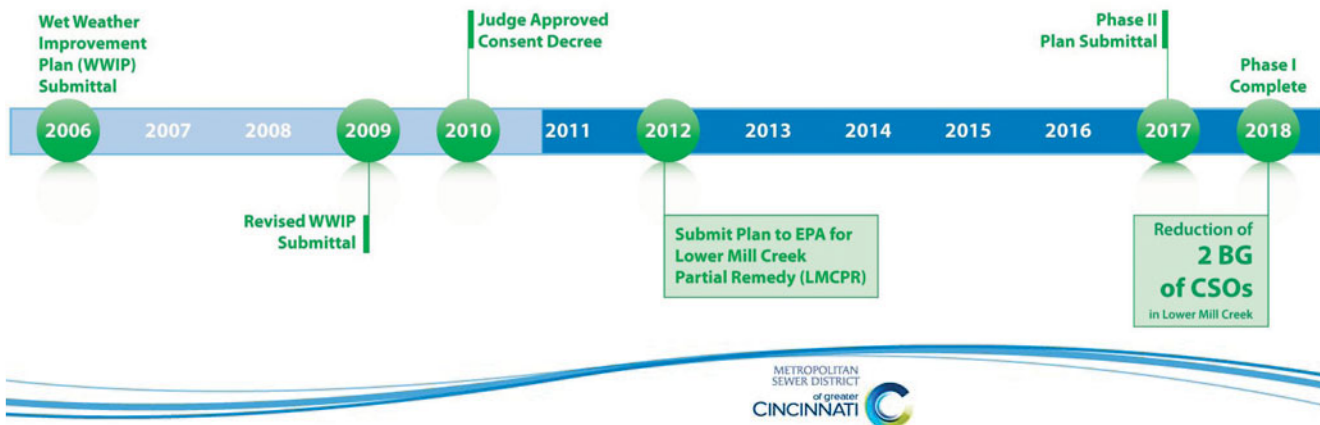 Wet Weather
Improvement
Plan (WWIP)
Submittal
Judge Approved
Consent Decree
Phase II
Plan Submittal
Phase I
Complete
2006 2007 2008 2009 2010 2011 2012 2013 2014 2015 2016 2017 2018
Revised WWIP
Submittal
Submit Plan to EPA for
Lower Mill Creek
Partial Remedy (LMCPR)
Reduction of
2 BG
of CSOs
in Lower Mill Creek
METROPOLITAN
SEWER DISTRICT
of greater
CINCINNATI